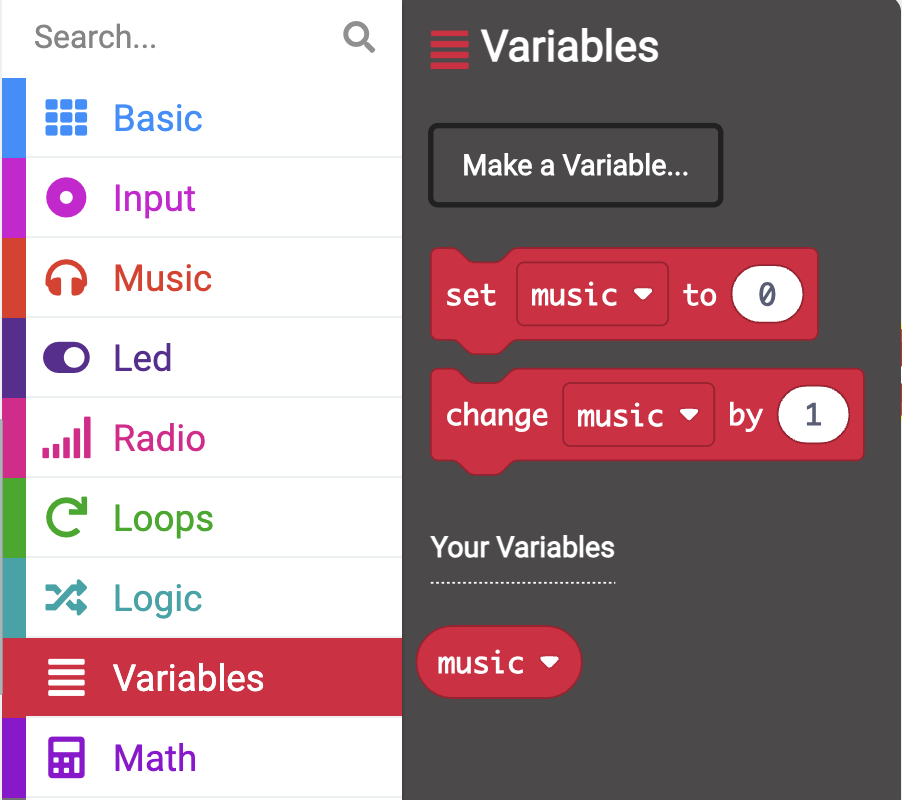 Search...
Basic
Input
Music
Led
Radio
Loops
Logic
Variables
Math
Variables
Make a Variable...
set music to 0
change music by 1
Your Variables
music